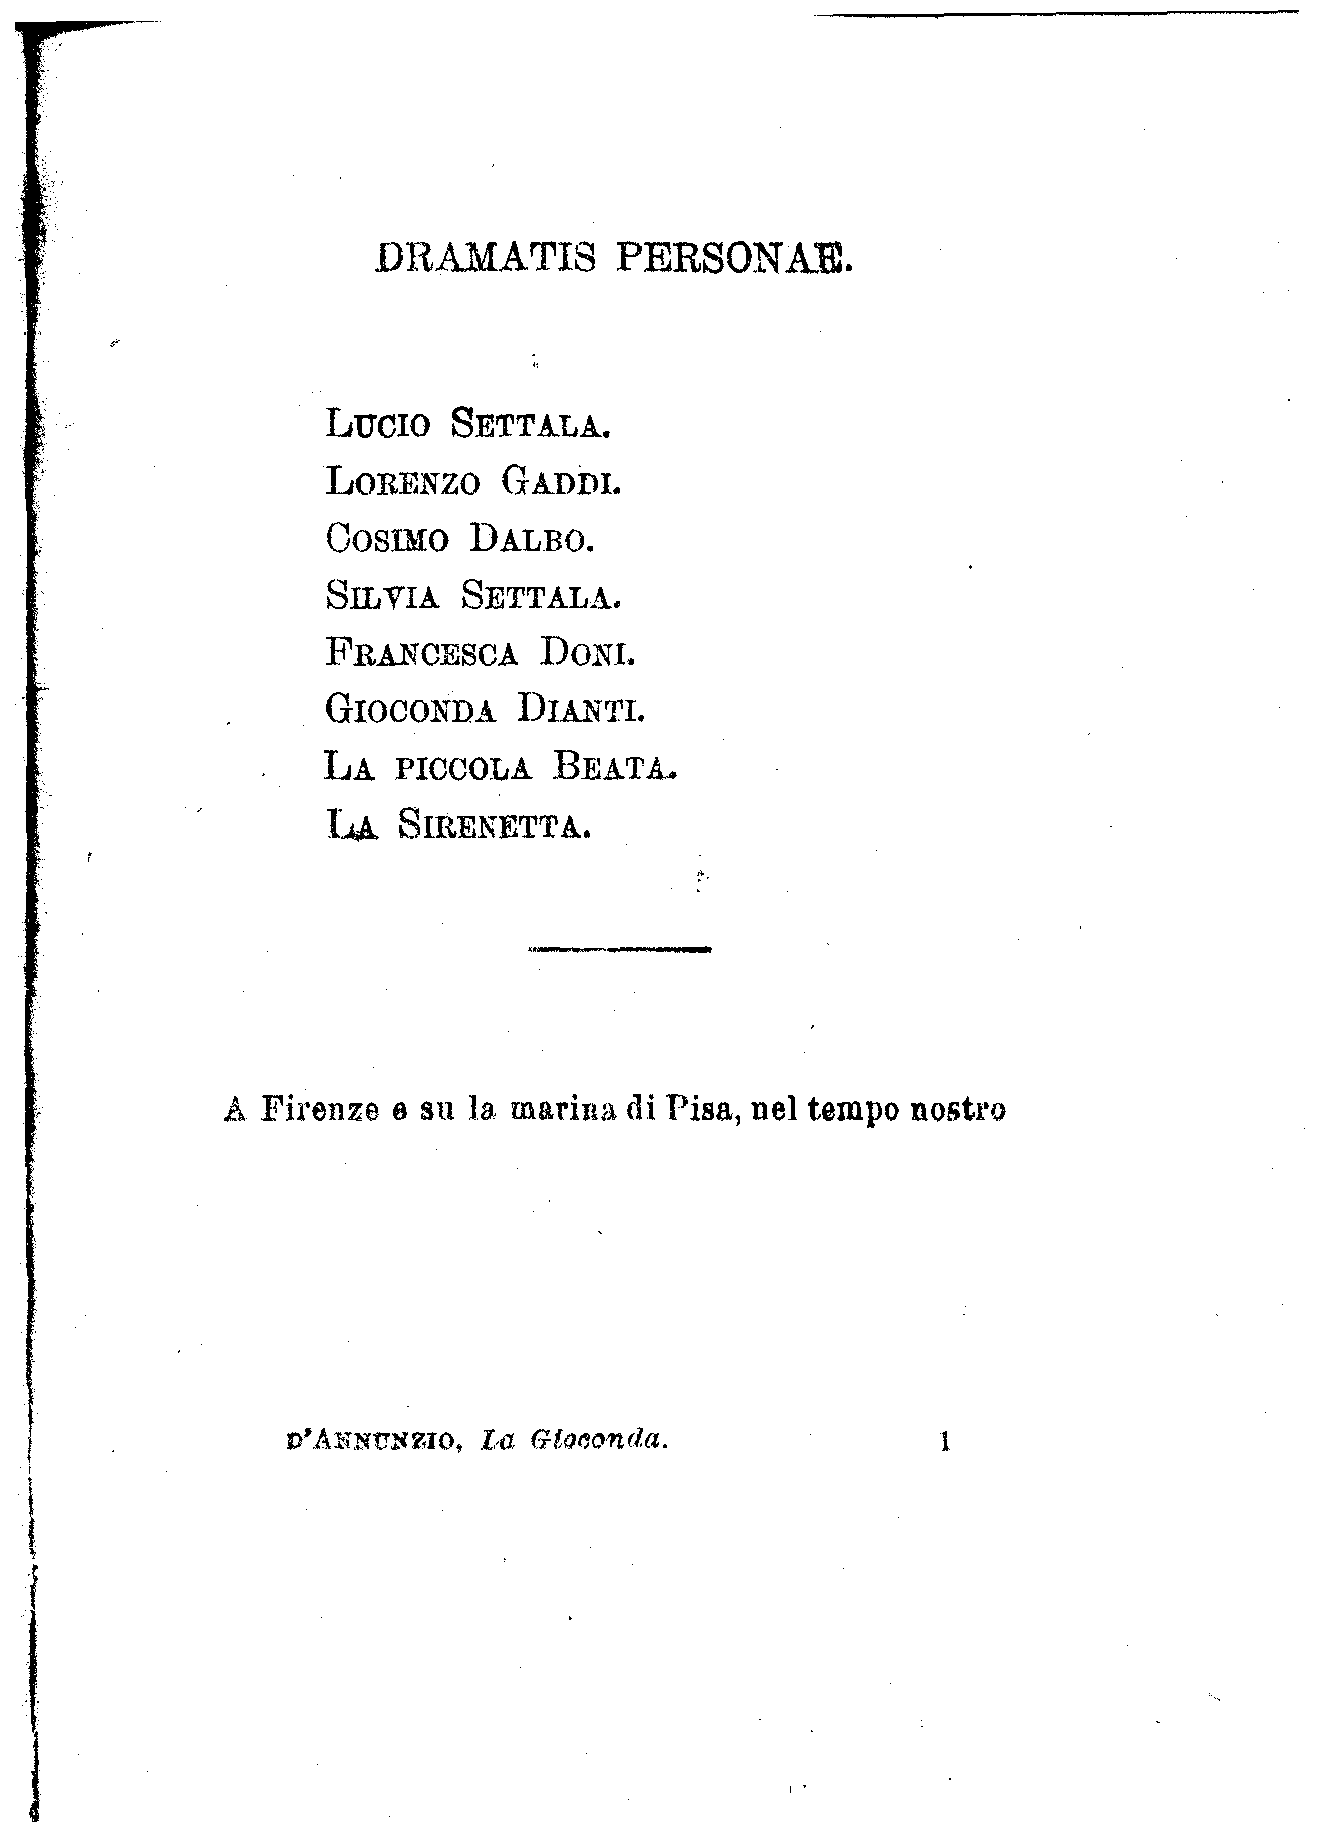 DRAMATIS PERSONAE.
LUCIO SETTALA.
LORENZO GADDI.
COSIMO DALBO.
SILVIA SETTALA.
FRANCESCA DONI.
GIOCONDA DIANTI.
LA PICCOLA BEATA.
LA SIRENETTA.
A Firenze e su la marina di Pisa, nel tempo nostro
D'ANNUNZIO, La Gioconda. 1